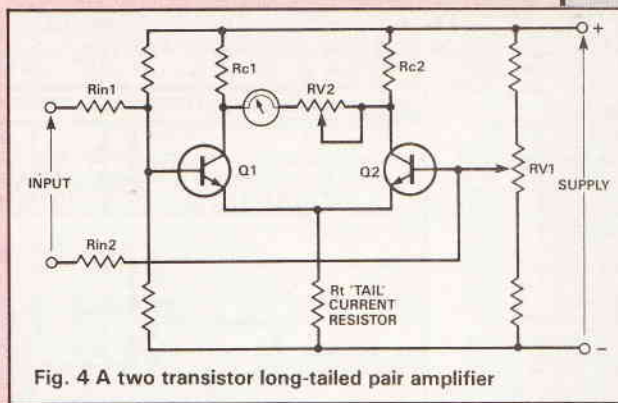 +
Rc1
Rc2
Rin1
RV2
Q1
Q2
RV1
INPUT
SUPPLY
Rin2
Rt 'TAIL'
CURRENT
RESISTOR
−
Fig. 4 A two transistor long-tailed pair amplifier